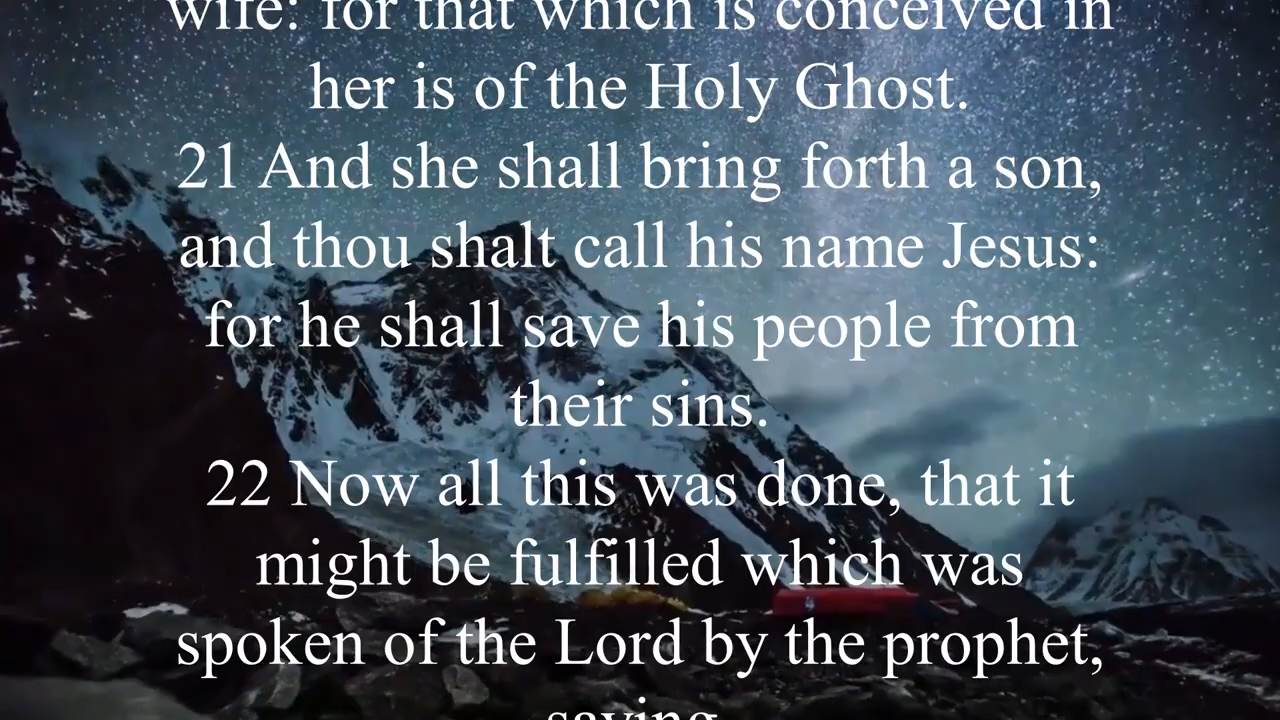 wife: for that which is conceived in
her is of the Holy Ghost.
21 And she shall bring forth a son,
and thou shalt call his name Jesus:
for he shall save his people from
their sins.
22 Now all this was done, that it
might be fulfilled which was
spoken of the Lord by the prophet,
saying